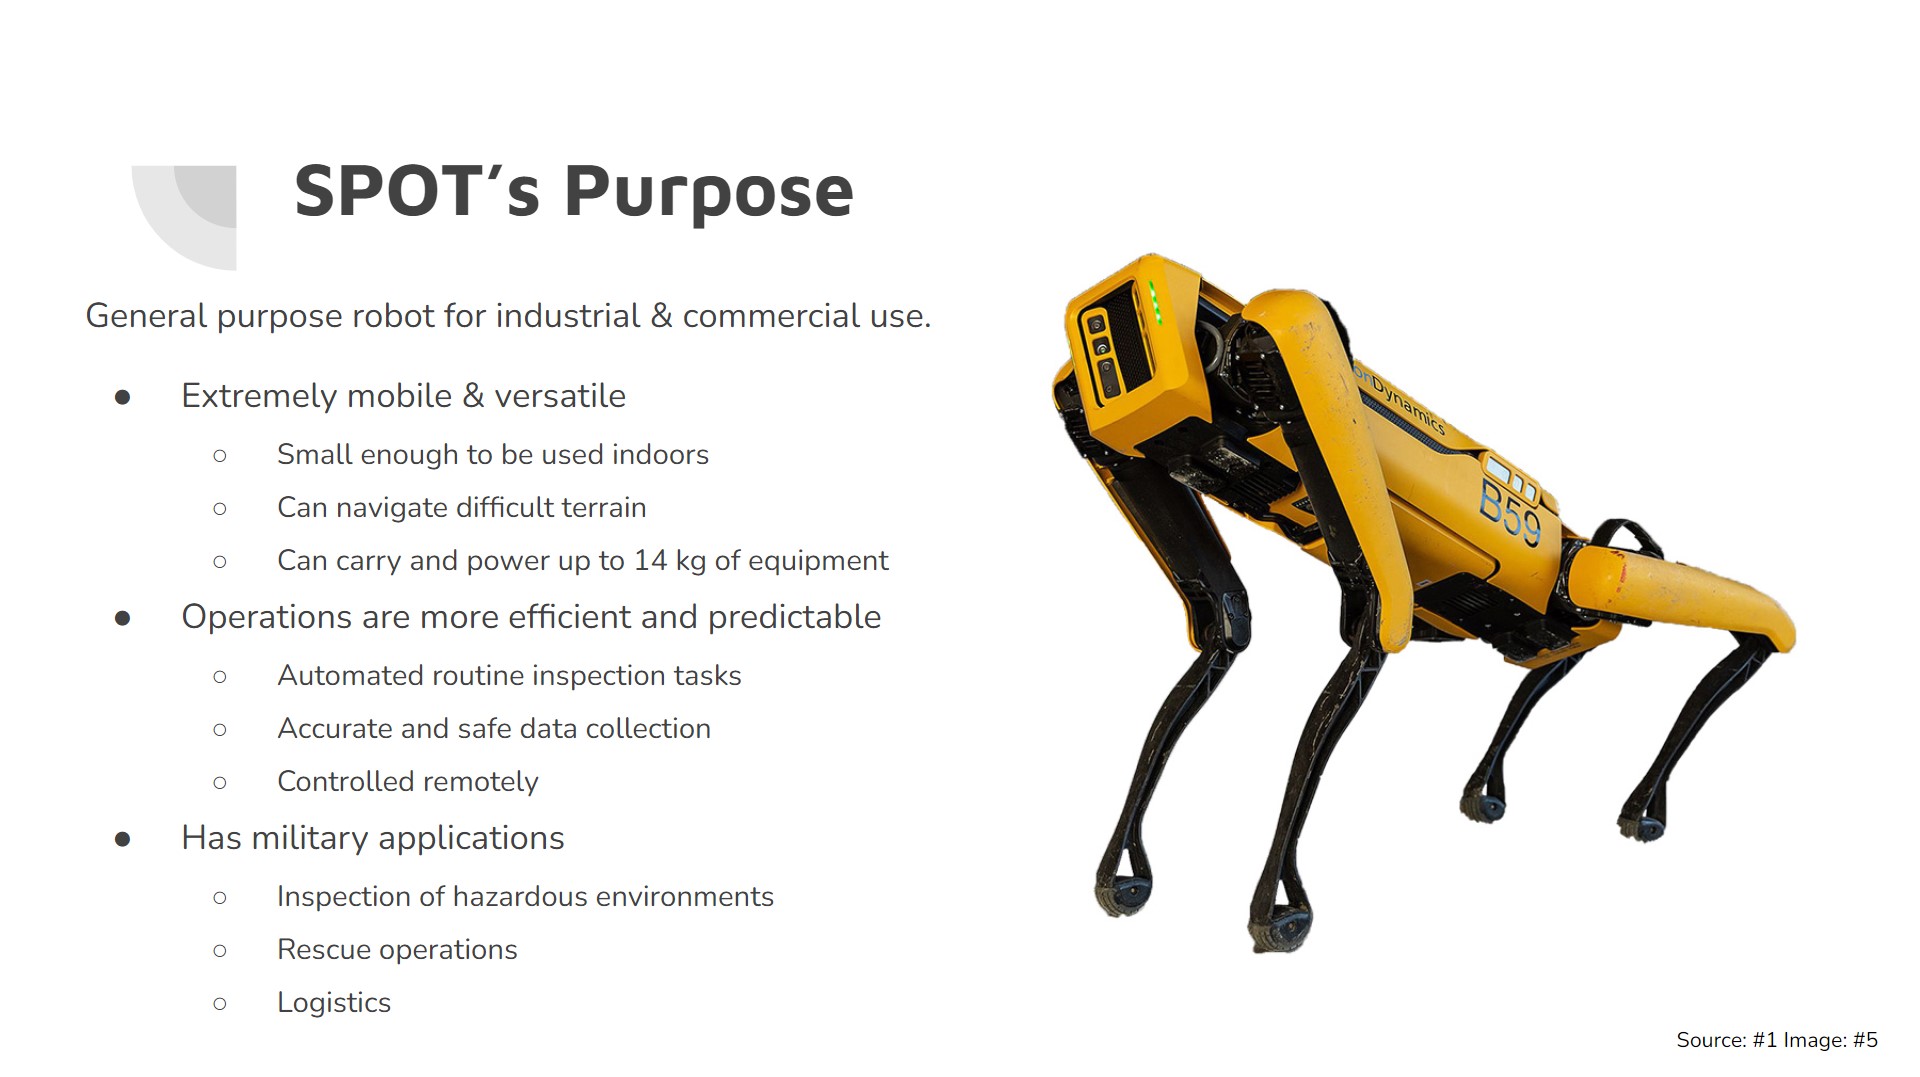 SPOT’s Purpose
General purpose robot for industrial & commercial use.
● Extremely mobile & versatile
○ Small enough to be used indoors
○ Can navigate difficult terrain
○ Can carry and power up to 14 kg of equipment
● Operations are more efficient and predictable
○ Automated routine inspection tasks
○ Accurate and safe data collection
○ Controlled remotely
● Has military applications
○ Inspection of hazardous environments
○ Rescue operations
○ Logistics
onDynamics
B59
Source: #1 Image: #5